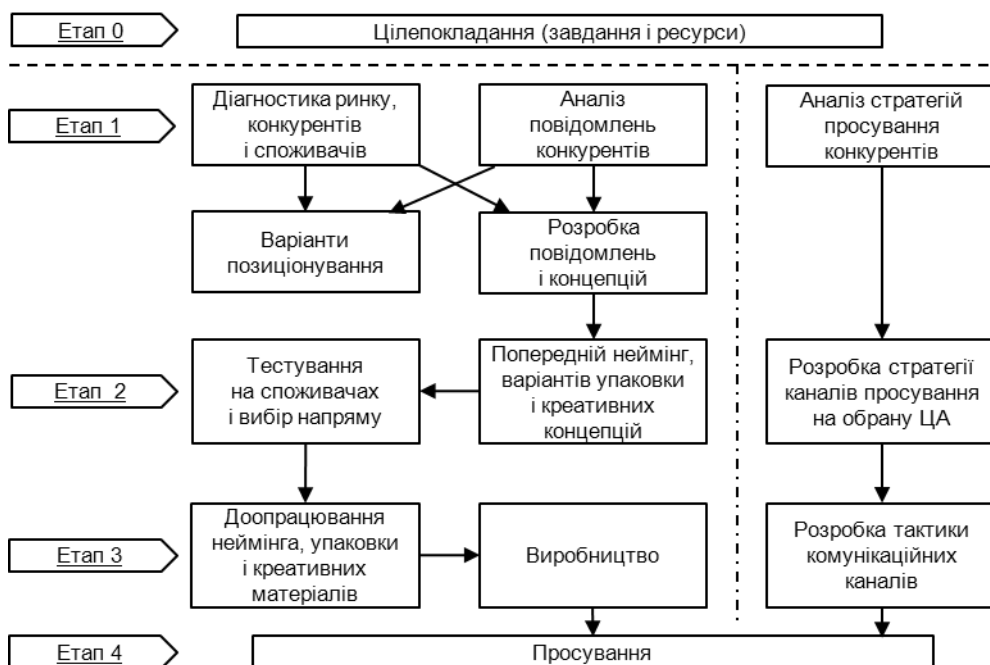 Етап 0
Цілепокладання (завдання і ресурси)
Етап 1
Діагностика ринку,
конкурентів
і споживачів
Аналіз
повідомлень
конкурентів
Аналіз стратегій
просування
конкурентів
Варіанти
позиціонування
Розробка
повідомлень
і концепцій
Етап 2
Тестування
на споживачах
і вибір напряму
Попередній неймінг,
варіантів упаковки
і креативних
концепцій
Розробка стратегії
каналів просування
на обрану ЦА
Етап 3
Доопрацювання
неймінга, упаковки
і креативних
матеріалів
Виробництво
Розробка тактики
комунікаційних
каналів
Етап 4
Просування